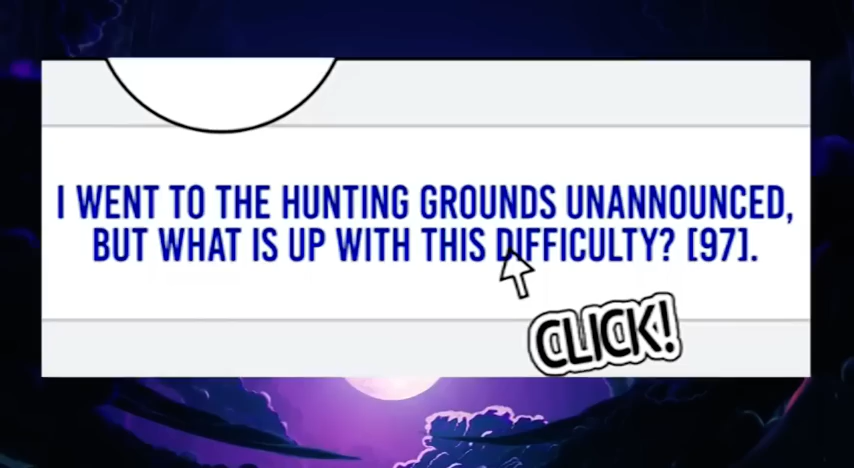 I WENT TO THE HUNTING GROUNDS UNANNOUNCED,
BUT WHAT IS UP WITH THIS DIFFICULTY? [97].
CLICK!